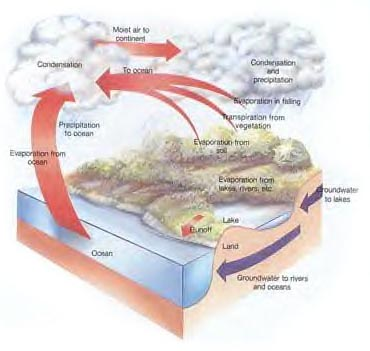 Moist air to
continent
Condensation
To ocean
Condensation
and
precipitation
Evaporation in falling
Precipitation
to ocean
Transpiration from
vegetation
Evaporation from
soil
Evaporation from
ocean
Evaporation from
lakes, rivers, etc.
Groundwater
to lakes
Lake
Runoff
Land
Ocean
Groundwater to rivers
and oceans